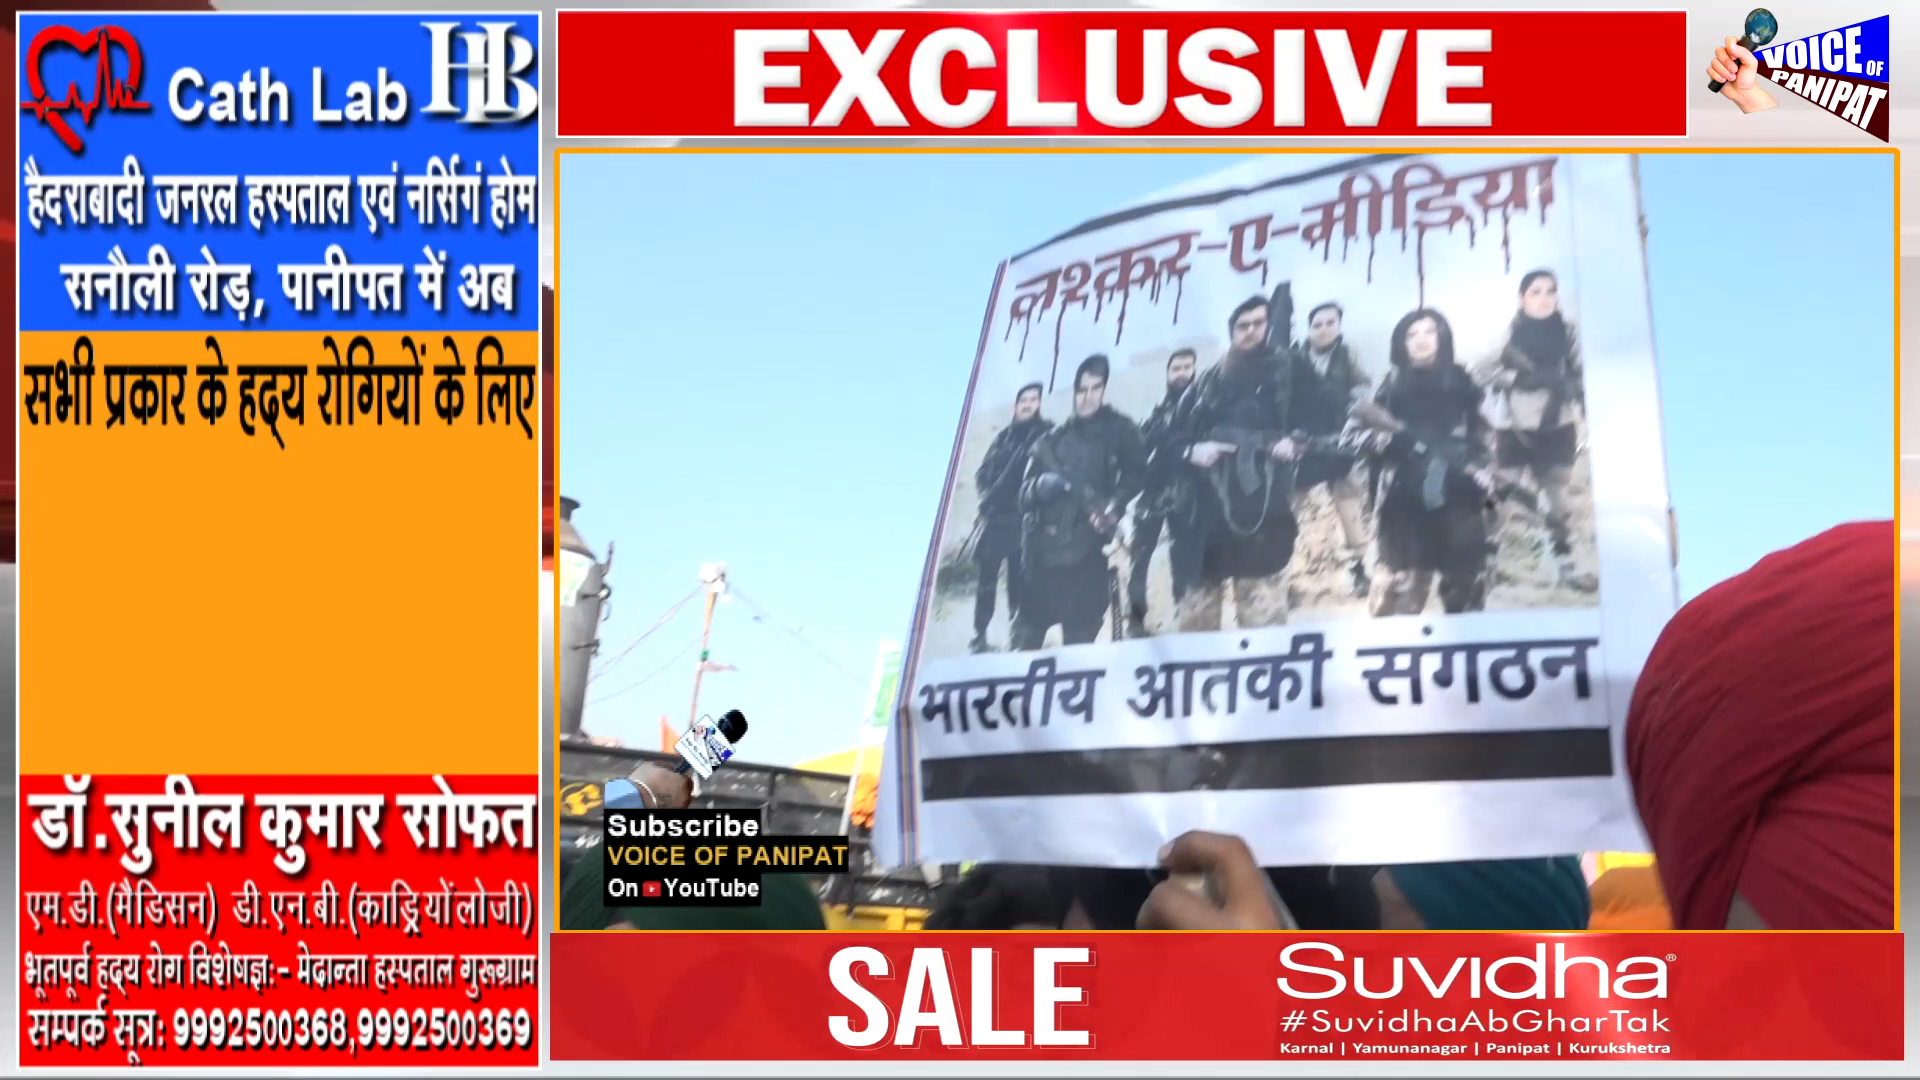 Cath Lab HB
हैदराबादी जनरल हस्पताल एवं नर्सिगं होम
सनौली रोड़, पानीपत में अब
सभी प्रकार के हद्य रोगियों के लिए
डॉ.सुनील कुमार सोफत
एम.डी.(मैडिसन) डी.एन.बी.(काड्रियोंलोजी)
भूतपूर्व हद्य रोग विशेषज्ञ:- मेदान्ता हस्पताल गुरूग्राम
सम्पर्क सूत्र: 9992500368,9992500369
EXCLUSIVE
VOICE OF
PANIPAT
लश्कर-ए-मीडिया
भारतीय आतंकी संगठन
Subscribe
VOICE OF PANIPAT
On YouTube
SALE
Suvidha®
#SuvidhaAbGharTak
Karnal | Yamunanagar | Panipat | Kurukshetra